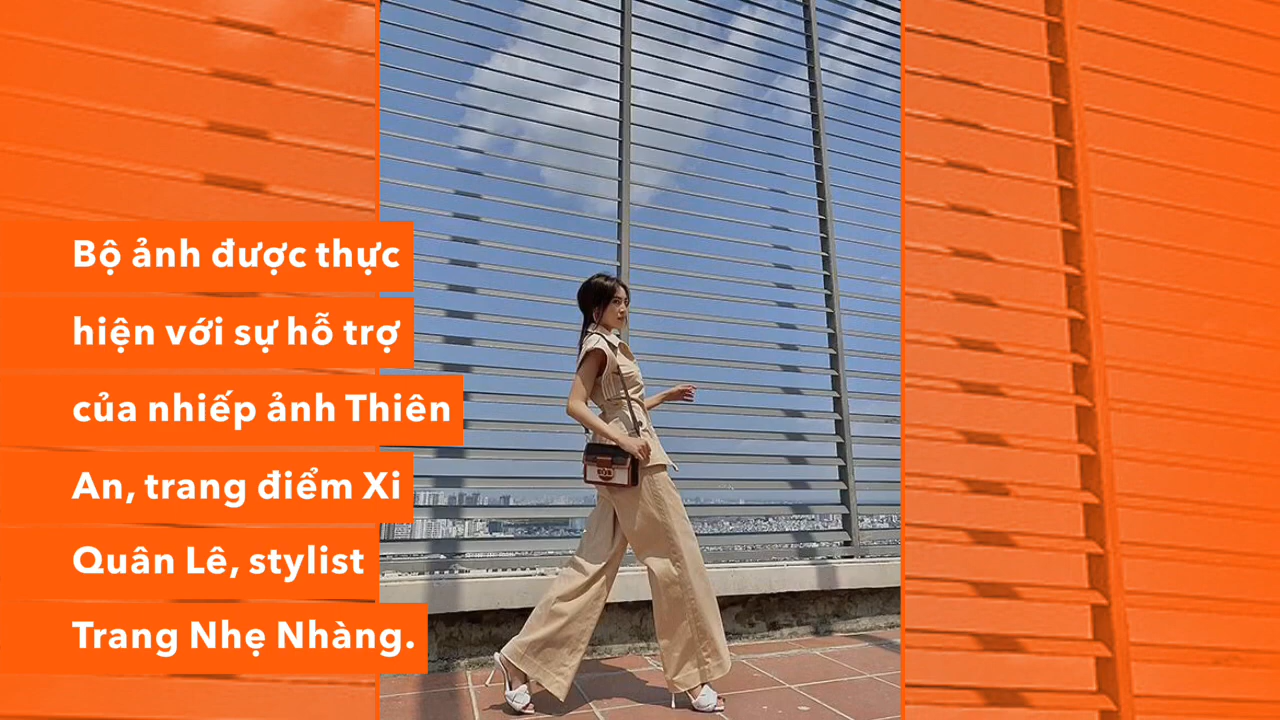 Bộ ảnh được thực
hiện với sự hỗ trợ
của nhiếp ảnh Thiên
An, trang điểm Xi
Quân Lê, stylist
Trang Nhẹ Nhàng.